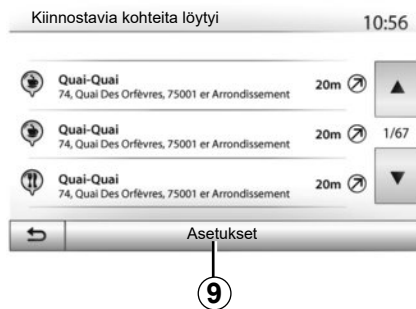 Kiinnostavia kohteita löytyi 10:56
Quai-Quai
74, Quai Des Orfèvres, 75001 er Arrondissement
20m
Quai-Quai
74, Quai Des Orfèvres, 75001 er Arrondissement
20m
1/67
Quai-Quai
74, Quai Des Orfèvres, 75001 er Arrondissement
20m
Asetukset
9